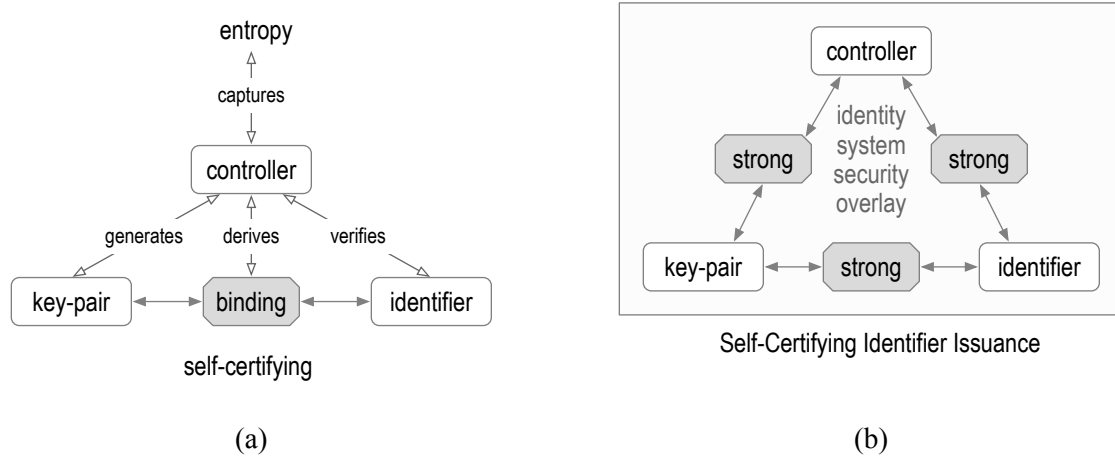 entropy
captures
controller
generates
derives
verifies
key-pair
binding
identifier
self-certifying
(a)
controller
identity
system
security
overlay
strong
strong
key-pair
strong
identifier
Self-Certifying Identifier Issuance
(b)